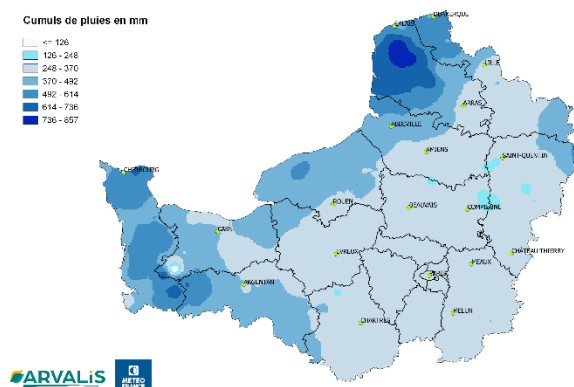 Cumuls de pluies en mm
<= 126
126 - 248
248 - 370
370 - 492
492 - 614
614 - 736
736 - 857
DUNKERQUE
CALAIS
LILLE
ARRAS
ABBEVILLE
AMIENS
SAINT-QUENTIN
CHERBOURG
ROUEN
BEAUVAIS
COMPIEGNE
CAEN
EVREUX
CHATEAU-THIERRY
MEAUX
PARIS
ARGENTAN
MELUN
CHARTRES
ARVALIS
METEO
FRANCE